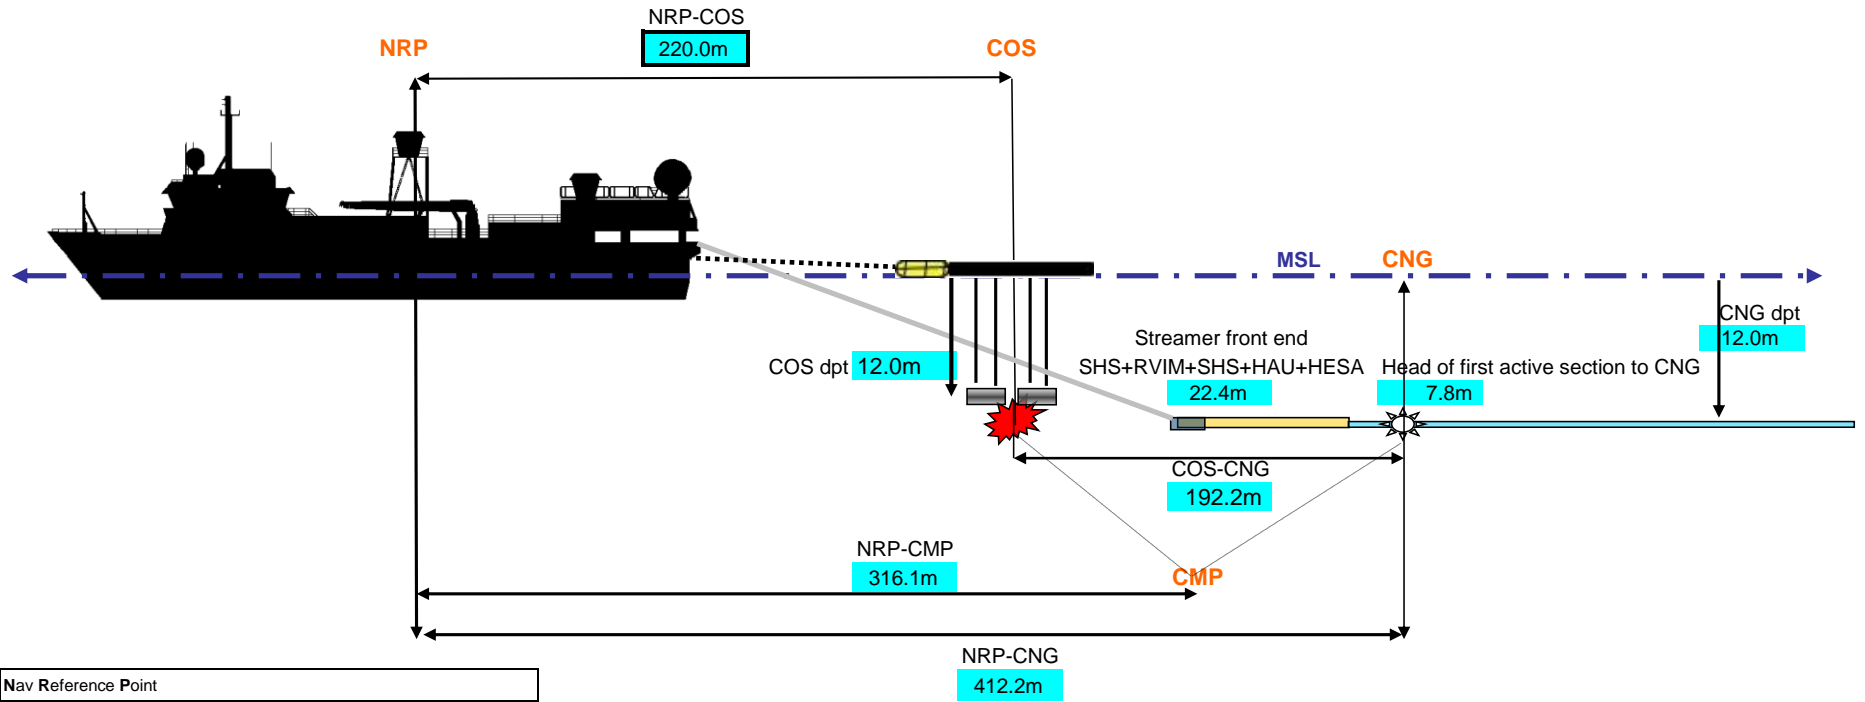 NRP-COS
220.0m
NRP
COS
MSL
CNG
CNG dpt
12.0m
Streamer front end
SHS+RVIM+SHS+HAU+HESA
22.4m
Head of first active section to CNG
7.8m
COS dpt 12.0m
COS-CNG
192.2m
NRP-CMP
316.1m
CMP
NRP-CNG
412.2m
Nav Reference Point